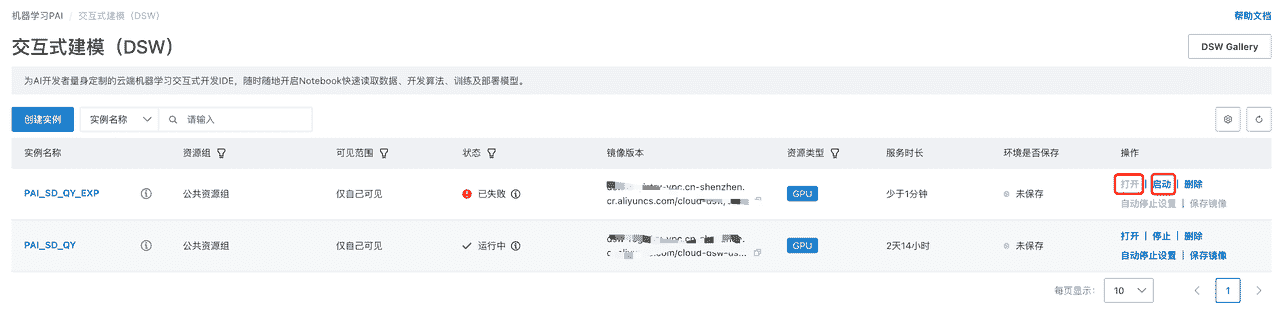 机器学习PAI / 交互式建模（DSW）
帮助文档
交互式建模（DSW）
DSW Gallery
为AI开发者量身定制的云端机器学习交互式开发IDE，随时随地开启Notebook快速读取数据、开发算法、训练及部署模型。
创建实例 实例名称 请输入
实例名称 资源组 可见范围 状态 镜像版本 资源类型 服务时长 环境是否保存 操作
PAI_SD_QY_EXP 公共资源组 仅自己可见 已失败 GPU 少于1分钟 未保存 打开 | 启动 | 删除
cn-shenzhen.
cr.aliyuncs.com/cloud-dsw, 自动停止设置 | 保存镜像
PAI_SD_QY 公共资源组 仅自己可见 运行中 GPU 2天14小时 未保存 打开 | 停止 | 删除
.com/cloud-dsw-ds... 自动停止设置 | 保存镜像
每页显示： 10 1